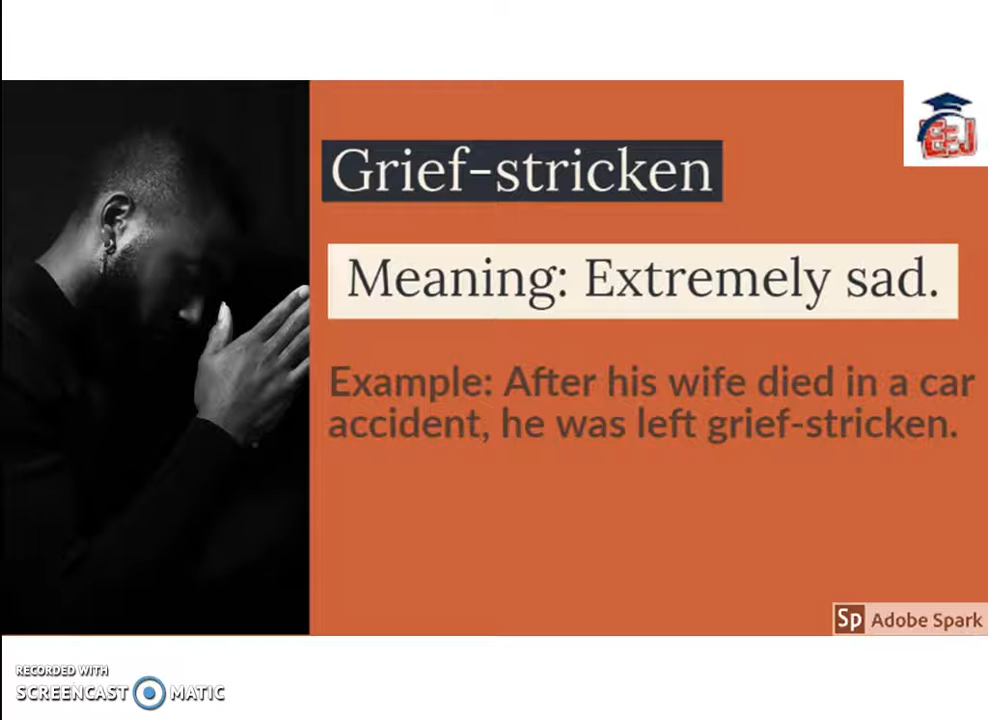 EEJ
Grief-stricken
Meaning: Extremely sad.
Example: After his wife died in a car
accident, he was left grief-stricken.
Sp Adobe Spark
RECORDED WITH
SCREENCAST MATIC